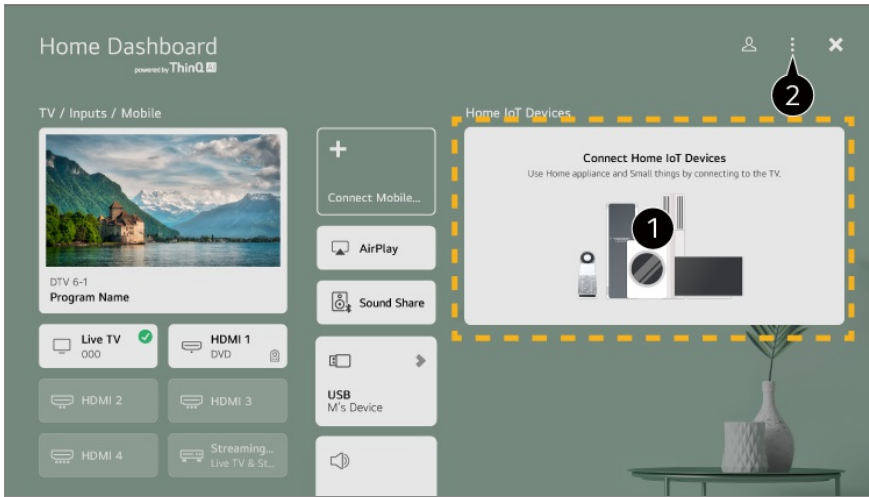 Home Dashboard
powered by ThinQ AI
2
TV / Inputs / Mobile
Home IoT Devices
DTV 6-1
Program Name
Live TV
000
HDMI 1
DVD
HDMI 2
HDMI 3
HDMI 4
Streaming...
Live TV & St...
+
Connect Mobile...
AirPlay
Sound Share
USB
M's Device
Connect Home IoT Devices
Use Home appliance and Small things by connecting to the TV.
1